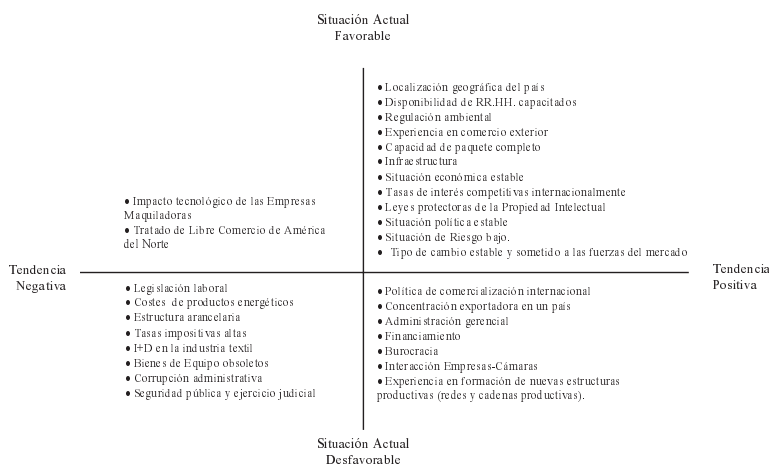 Situación Actual
Favorable
● Localización geográfica del país
● Disponibilidad de RR.HH. capacitados
● Regulación ambiental
● Experiencia en comercio exterior
● Capacidad de paquete completo
● Infraestructura
● Situación económica estable
● Tasas de interés competitivas internacionalmente
● Leyes protectoras de la Propiedad Intelectual
● Situación política estable
● Situación de Riesgo bajo.
● Tipo de cambio estable y sometido a las fuerzas del mercado
● Impacto tecnológico de las Empresas
Maquiladoras
● Tratado de Libre Comercio de América
del Norte
Tendencia
Negativa
Tendencia
Positiva
● Legislación laboral
● Costes de productos energéticos
● Estructura arancelaria
● Tasas impositivas altas
● I+D en la industria textil
● Bienes de Equipo obsoletos
● Corrupción administrativa
● Seguridad pública y ejercicio judicial
● Política de comercialización internacional
● Concentración exportadora en un país
● Administración gerencial
● Financiamiento
● Burocracia
● Interacción Empresas-Cámaras
● Experiencia en formación de nuevas estructuras
productivas (redes y cadenas productivas).
Situación Actual
Desfavorable